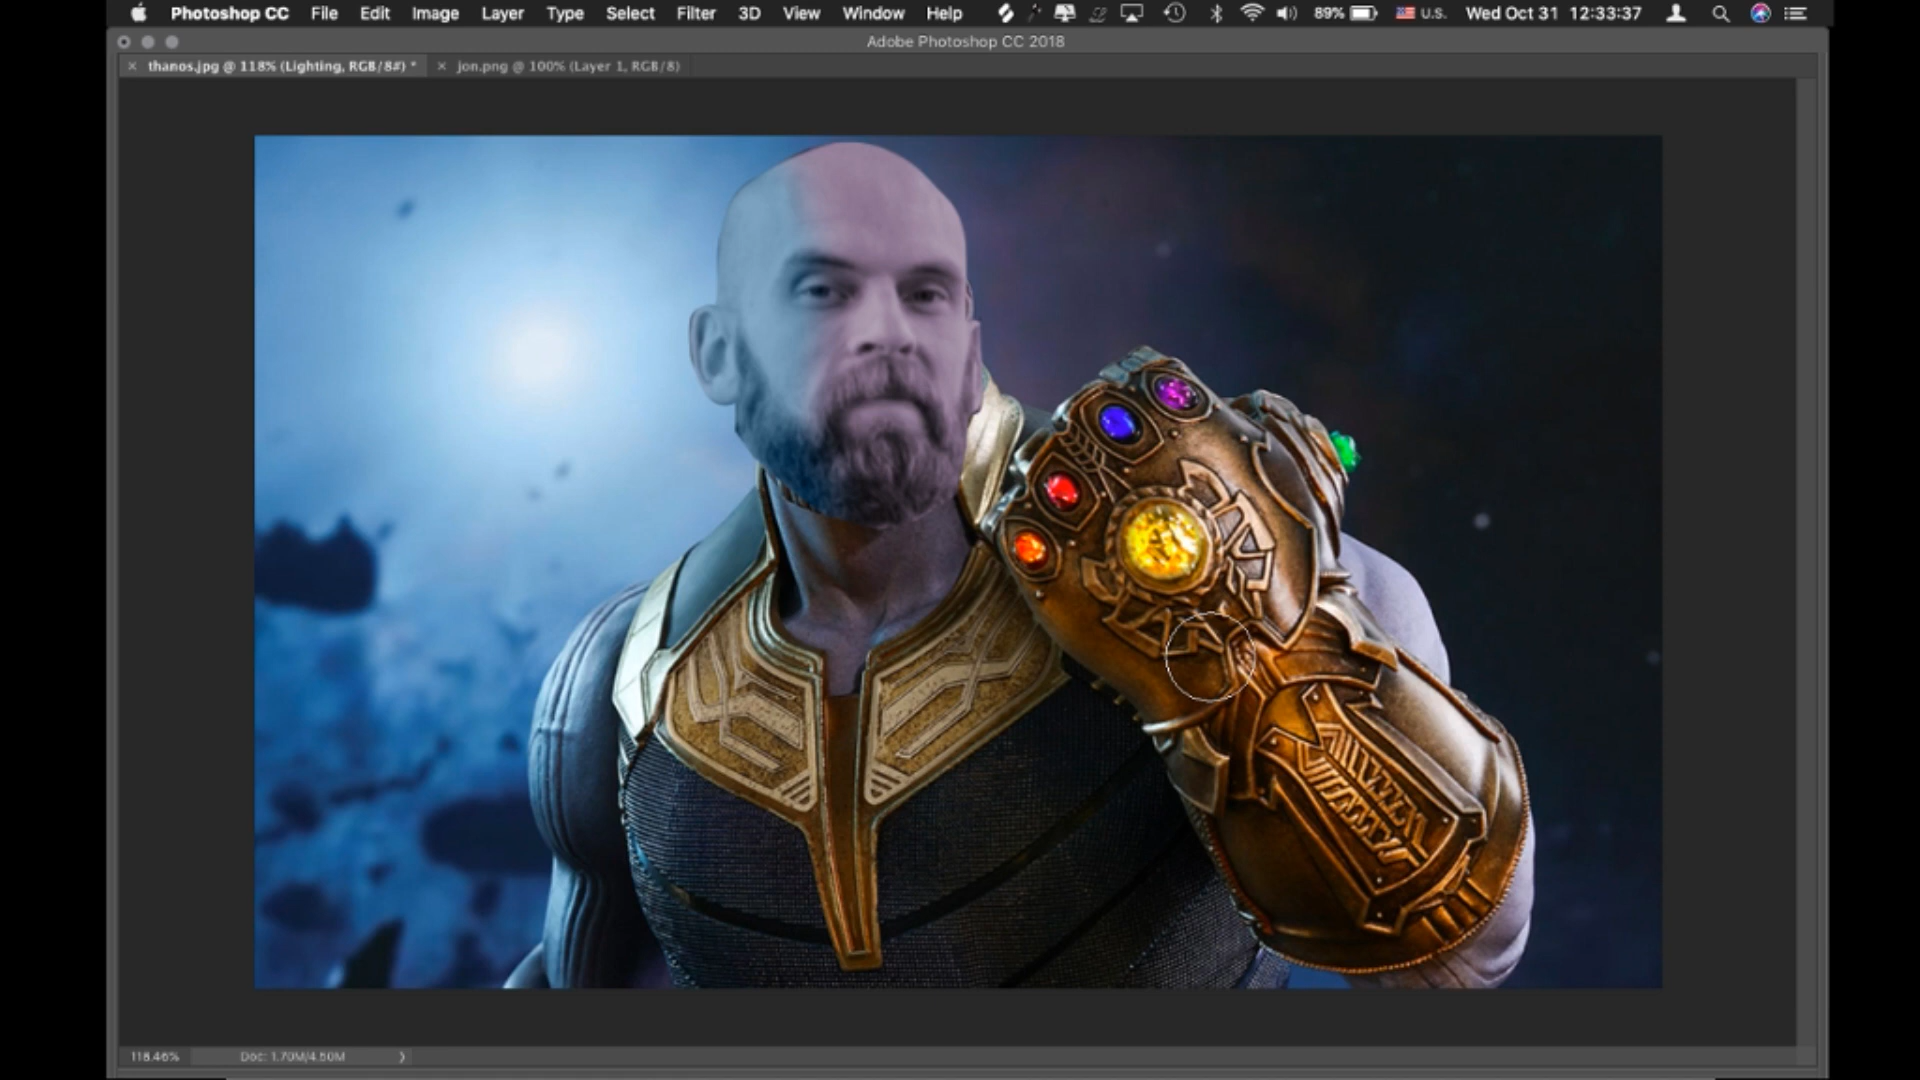 Photoshop CC File Edit Image Layer Type Select Filter 3D View Window Help 89% U.S. Wed Oct 31 12:33:37
Adobe Photoshop CC 2018
× thanos.jpg @ 118% (Lighting, RGB/8#) * × jon.png @ 100% (Layer 1, RGB/8)
118.46% Doc: 1.70M/4.50M